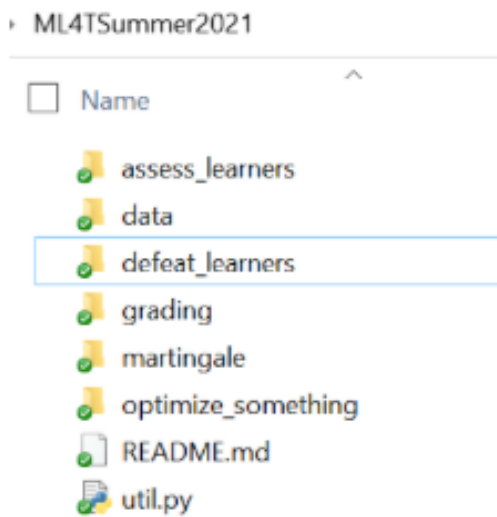 ML4TSummer2021
Name
assess_learners
data
defeat_learners
grading
martingale
optimize_something
README.md
util.py